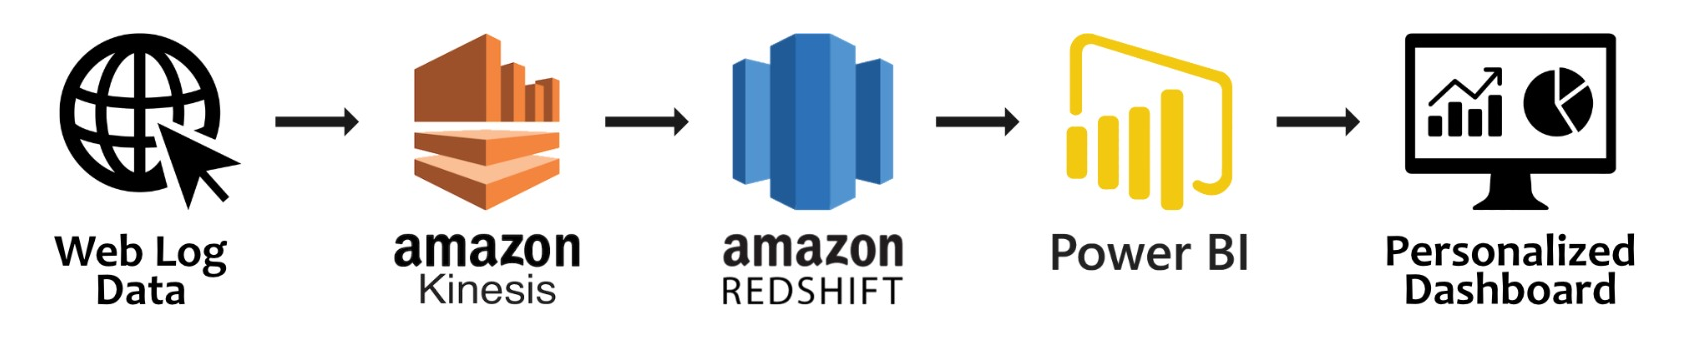 Web Log
Data
amazon
Kinesis
amazon
REDSHIFT
Power BI
Personalized
Dashboard